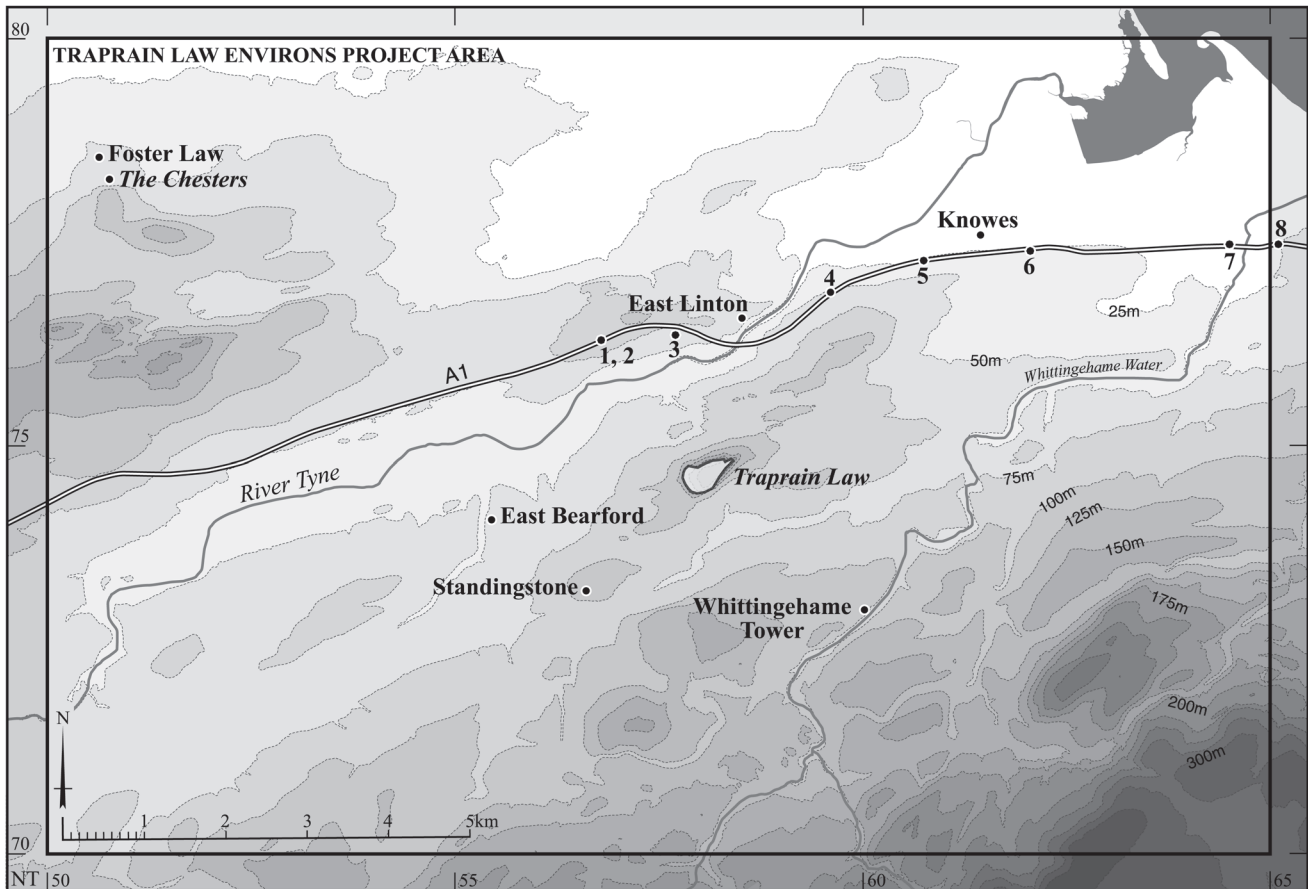 80
TRAPRAIN LAW ENVIRONS PROJECT AREA
Foster Law
The Chesters
Knowes
8
7
6
5
4
East Linton
3
1, 2
25m
50m
A1
Whittingehame Water
75
River Tyne
Traprain Law
75m
100m
125m
East Bearford
150m
Standingstone
Whittingehame
Tower
175m
200m
300m
N
1
2
3
4
5km
70
NT
50
55
60
65